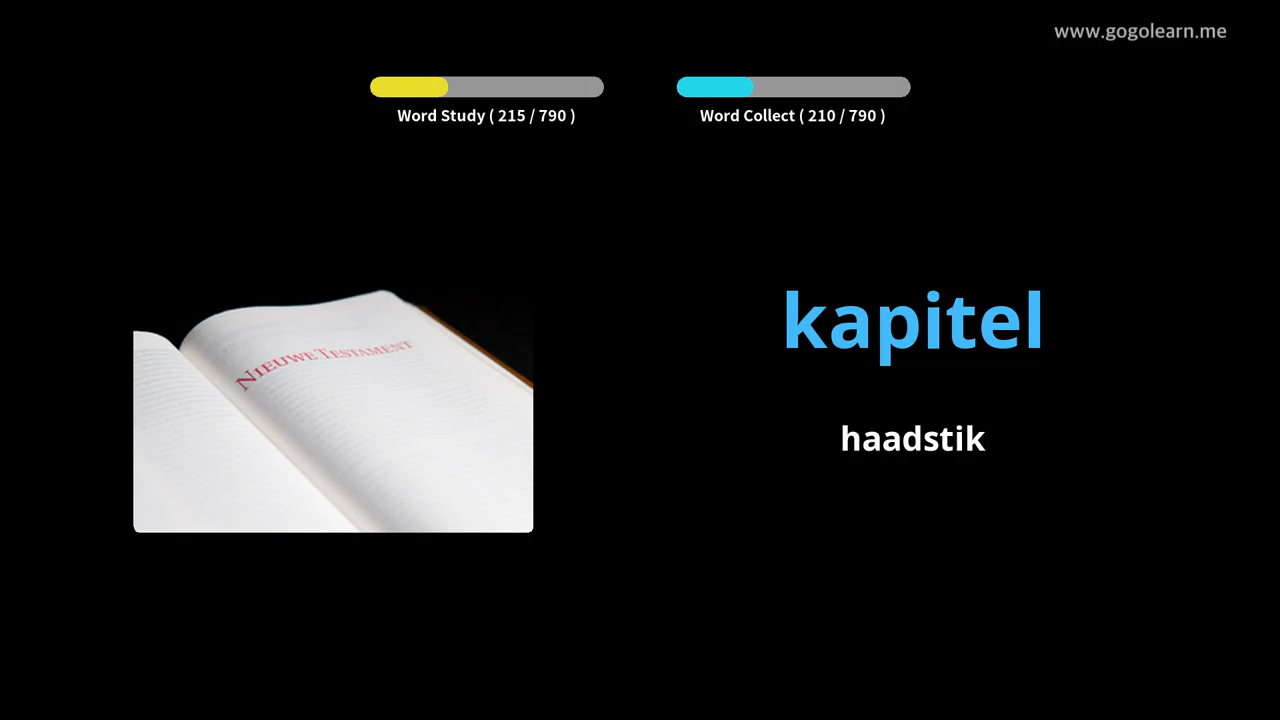 www.gogolearn.me
Word Study ( 215 / 790 )
Word Collect ( 210 / 790 )
NIEUWE TESTAMENT
kapitel
haadstik